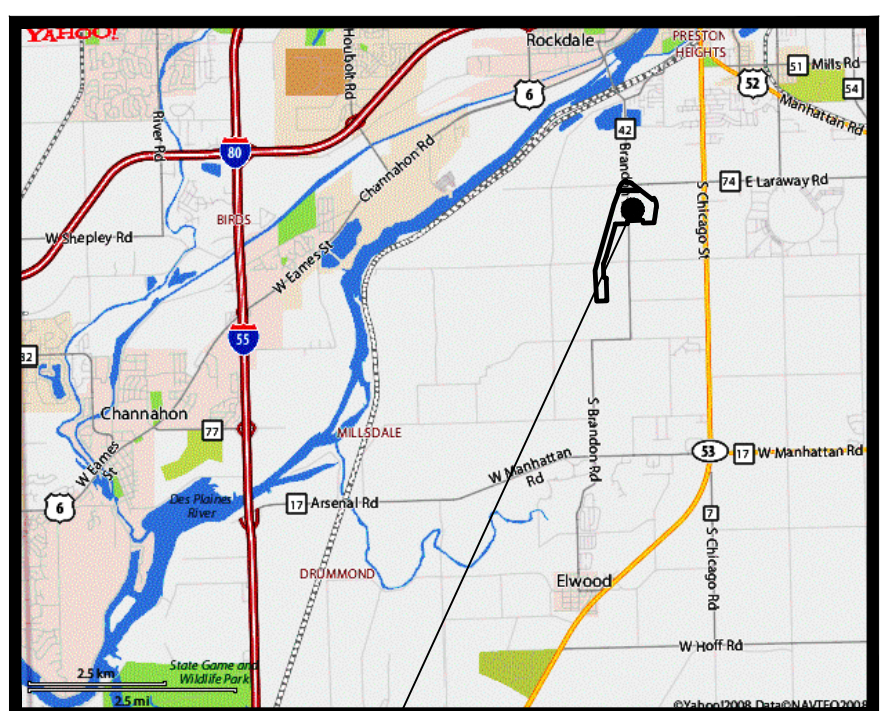 YAHOO!
Rockdale
PRESTON
HEIGHTS
Houbolt Rd
51
Mills Rd
52
54
6
Manhattan Rd
42
River Rd
80
Channahon Rd
Brandon
74
E Laraway Rd
BIRDS
S Chicago St
W Shepley Rd
W Eames St
55
32
Channahon
77
MILLSDALE
S Brandon Rd
W Eames
St
W Manhattan
Rd
53
17
W Manhattan Rd
6
Des Plaines
River
17
Arsenal Rd
7
S Chicago Rd
DRUMMOND
Elwood
W Hoff Rd
State Game and
Wildlife Park
2.5 km
2.5 mi
©Yahoo!2008 Data©NAVTEQ2008